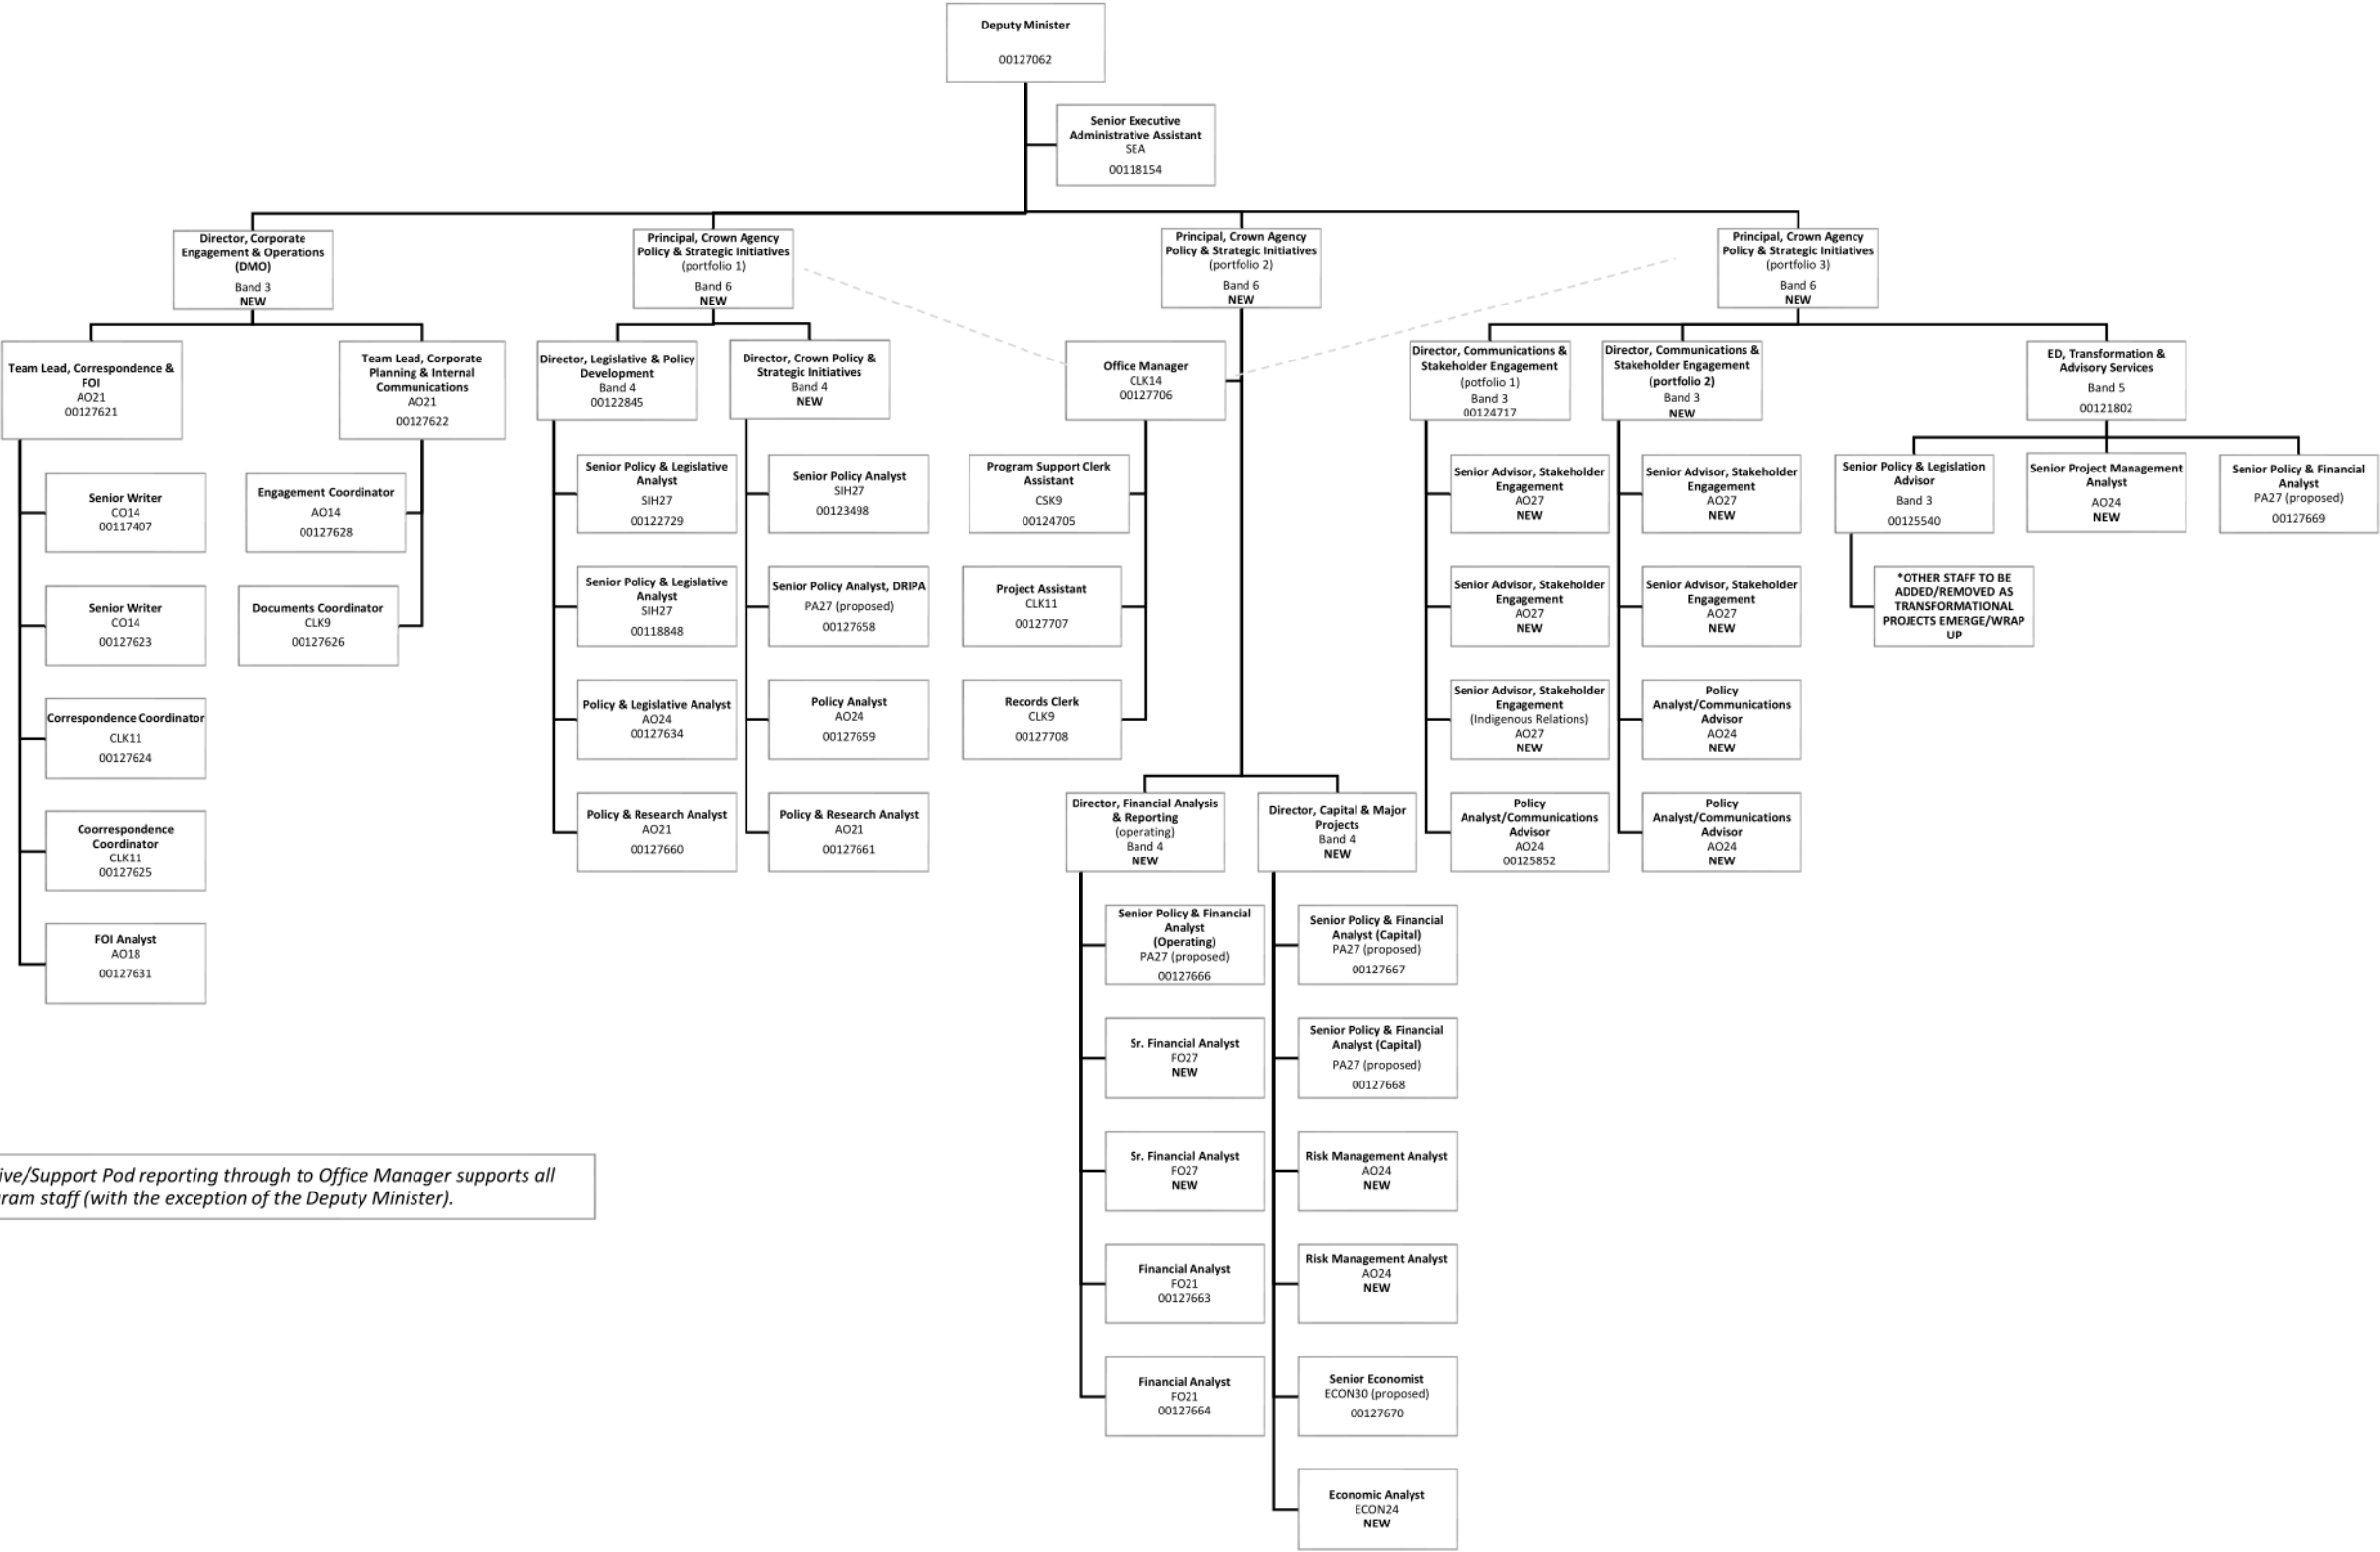 Deputy Minister
00127062
Senior Executive
Administrative Assistant
SEA
00118154
Director, Corporate
Engagement & Operations
(DMO)
Band 3
NEW
Principal, Crown Agency
Policy & Strategic Initiatives
(portfolio 1)
Band 6
NEW
Principal, Crown Agency
Policy & Strategic Initiatives
(portfolio 2)
Band 6
NEW
Principal, Crown Agency
Policy & Strategic Initiatives
(portfolio 3)
Band 6
NEW
Team Lead, Correspondence &
FOI
AO21
00127621
Team Lead, Corporate
Planning & Internal
Communications
AO21
00127622
Director, Legislative & Policy
Development
Band 4
00122845
Director, Crown Policy &
Strategic Initiatives
Band 4
NEW
Office Manager
CLK14
00127706
Director, Communications &
Stakeholder Engagement
(potfolio 1)
Band 3
00124717
Director, Communications &
Stakeholder Engagement
(portfolio 2)
Band 3
NEW
ED, Transformation &
Advisory Services
Band 5
00121802
Senior Writer
CO14
00117407
Engagement Coordinator
AO14
00127628
Senior Policy & Legislative
Analyst
SIH27
00122729
Senior Policy Analyst
SIH27
00123498
Program Support Clerk
Assistant
CSK9
00124705
Senior Advisor, Stakeholder
Engagement
AO27
NEW
Senior Advisor, Stakeholder
Engagement
AO27
NEW
Senior Policy & Legislation
Advisor
Band 3
00125540
Senior Project Management
Analyst
AO24
NEW
Senior Policy & Financial
Analyst
PA27 (proposed)
00127669
Senior Writer
CO14
00127623
Documents Coordinator
CLK9
00127626
Senior Policy & Legislative
Analyst
SIH27
00118848
Senior Policy Analyst, DRIPA
PA27 (proposed)
00127658
Project Assistant
CLK11
00127707
Senior Advisor, Stakeholder
Engagement
AO27
NEW
Senior Advisor, Stakeholder
Engagement
AO27
NEW
*OTHER STAFF TO BE
ADDED/REMOVED AS
TRANSFORMATIONAL
PROJECTS EMERGE/WRAP
UP
Correspondence Coordinator
CLK11
00127624
Policy & Legislative Analyst
AO24
00127634
Policy Analyst
AO24
00127659
Records Clerk
CLK9
00127708
Senior Advisor, Stakeholder
Engagement
(Indigenous Relations)
AO27
NEW
Policy
Analyst/Communications
Advisor
AO24
NEW
Coorrespondence
Coordinator
CLK11
00127625
Policy & Research Analyst
AO21
00127660
Policy & Research Analyst
AO21
00127661
Director, Financial Analysis
& Reporting
(operating)
Band 4
NEW
Director, Capital & Major
Projects
Band 4
NEW
Policy
Analyst/Communications
Advisor
AO24
00125852
Policy
Analyst/Communications
Advisor
AO24
NEW
FOI Analyst
AO18
00127631
Senior Policy & Financial
Analyst
(Operating)
PA27 (proposed)
00127666
Senior Policy & Financial
Analyst (Capital)
PA27 (proposed)
00127667
Sr. Financial Analyst
FO27
NEW
Senior Policy & Financial
Analyst (Capital)
PA27 (proposed)
00127668
Sr. Financial Analyst
FO27
NEW
Risk Management Analyst
AO24
NEW
ive/Support Pod reporting through to Office Manager supports all
ram staff (with the exception of the Deputy Minister).
Financial Analyst
FO21
00127663
Risk Management Analyst
AO24
NEW
Financial Analyst
FO21
00127664
Senior Economist
ECON30 (proposed)
00127670
Economic Analyst
ECON24
NEW